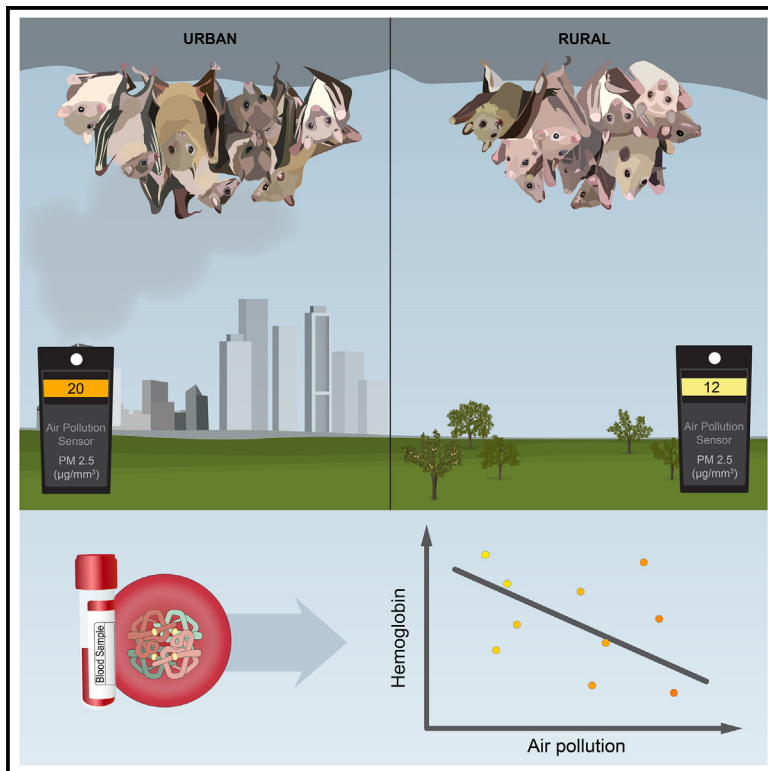 URBAN
RURAL
20
Air Pollution
Sensor
PM 2.5
(µg/mm³)
12
Air Pollution
Sensor
PM 2.5
(µg/mm³)
Blood Sample
Hemoglobin
Air pollution